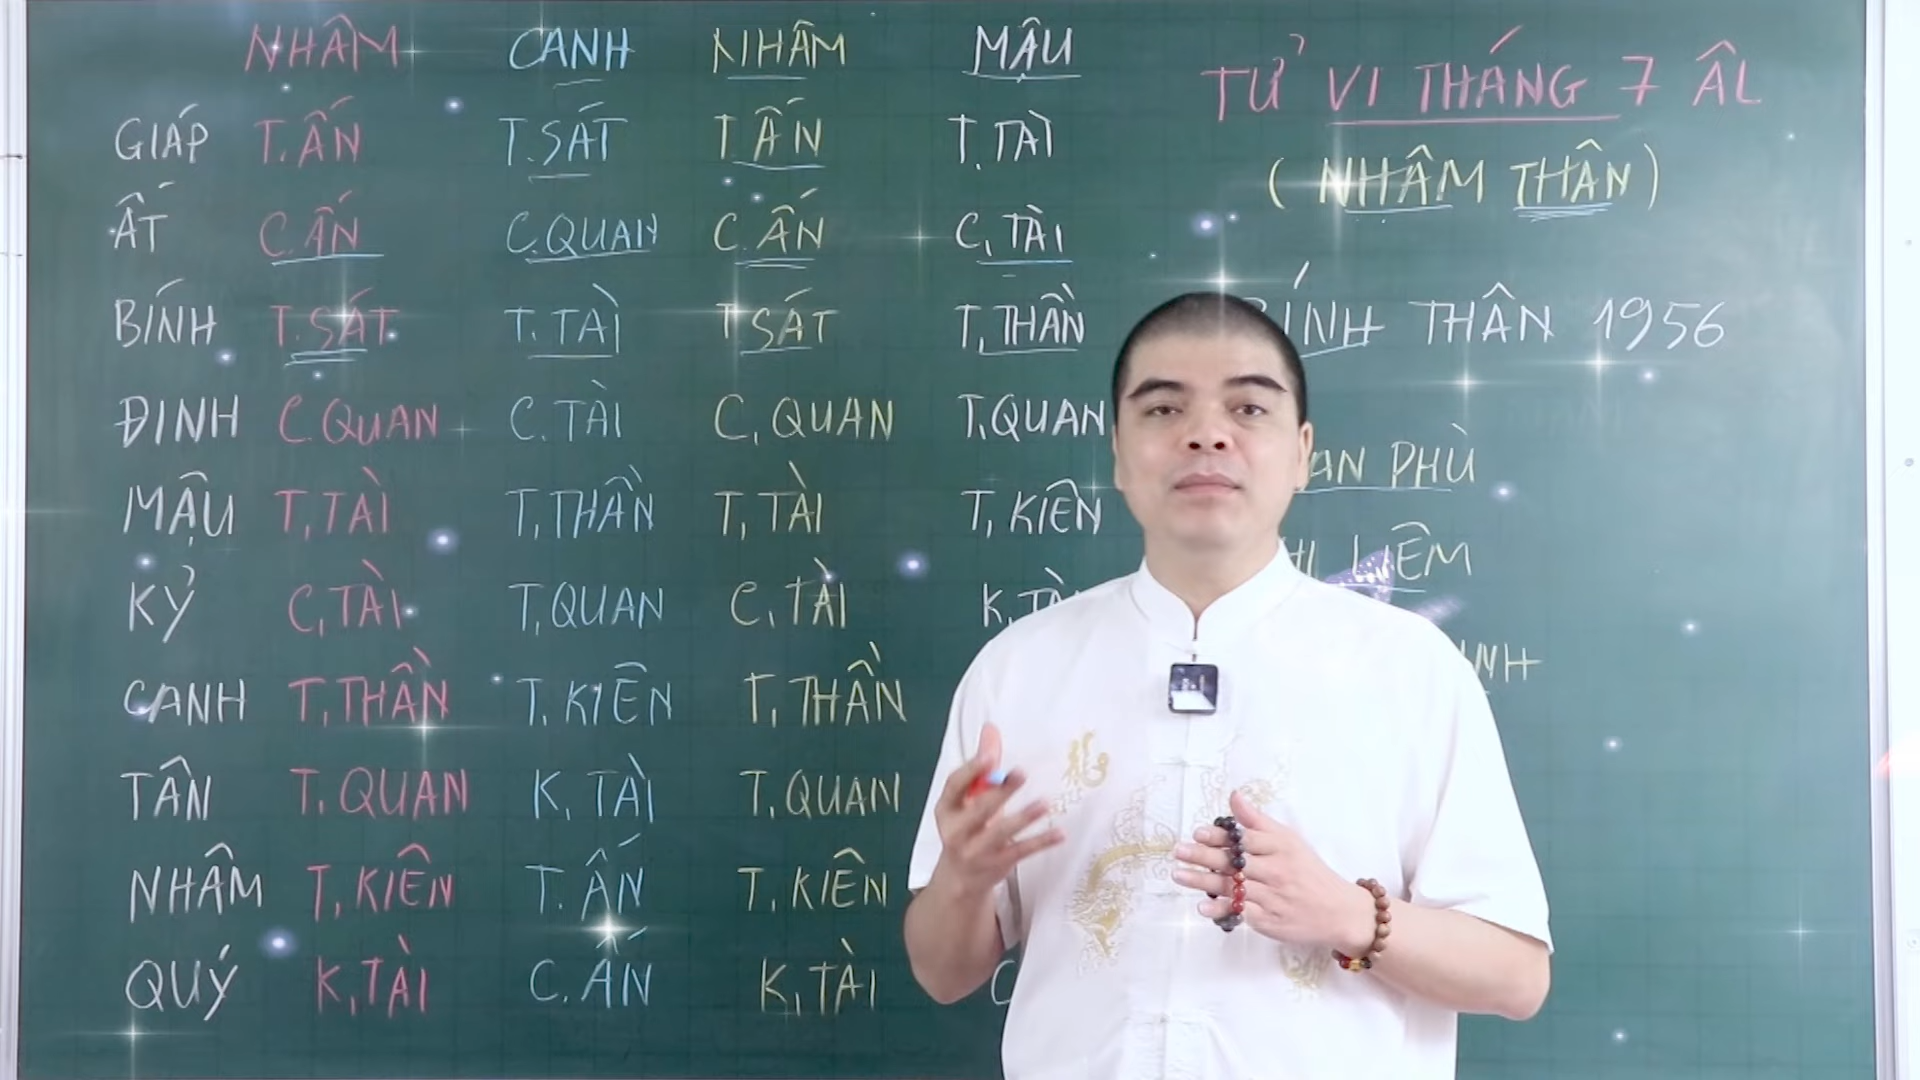 NHÂM CANH NHÂM MẬU
GIÁP T.ẤN T.SÁT T ẤN T.TÀI
ẤT C.ẤN C.QUAN C.ẤN C,TÀI
BÍNH T.SÁT T.TÀI T SÁT T,THẦN
ĐINH C.QUAN C.TÀI C,QUAN T.QUAN
MẬU T,TÀI T,THẦN T,TÀI T,KIÊN
KỶ C,TÀI T,QUAN C,TÀI K,TÀI
CANH T,THẦN T.KIÊN T,THẦN
TÂN T.QUAN K,TÀI T,QUAN
NHÂM T,KIÊN T.ẤN T,KIÊN
QUÝ K,TÀI C.ẤN K,TÀI
TỬ VI THÁNG 7 ÂL
(NHÂM THÂN)
BÍNH THÂN 1956
PHÙ
LIÊM